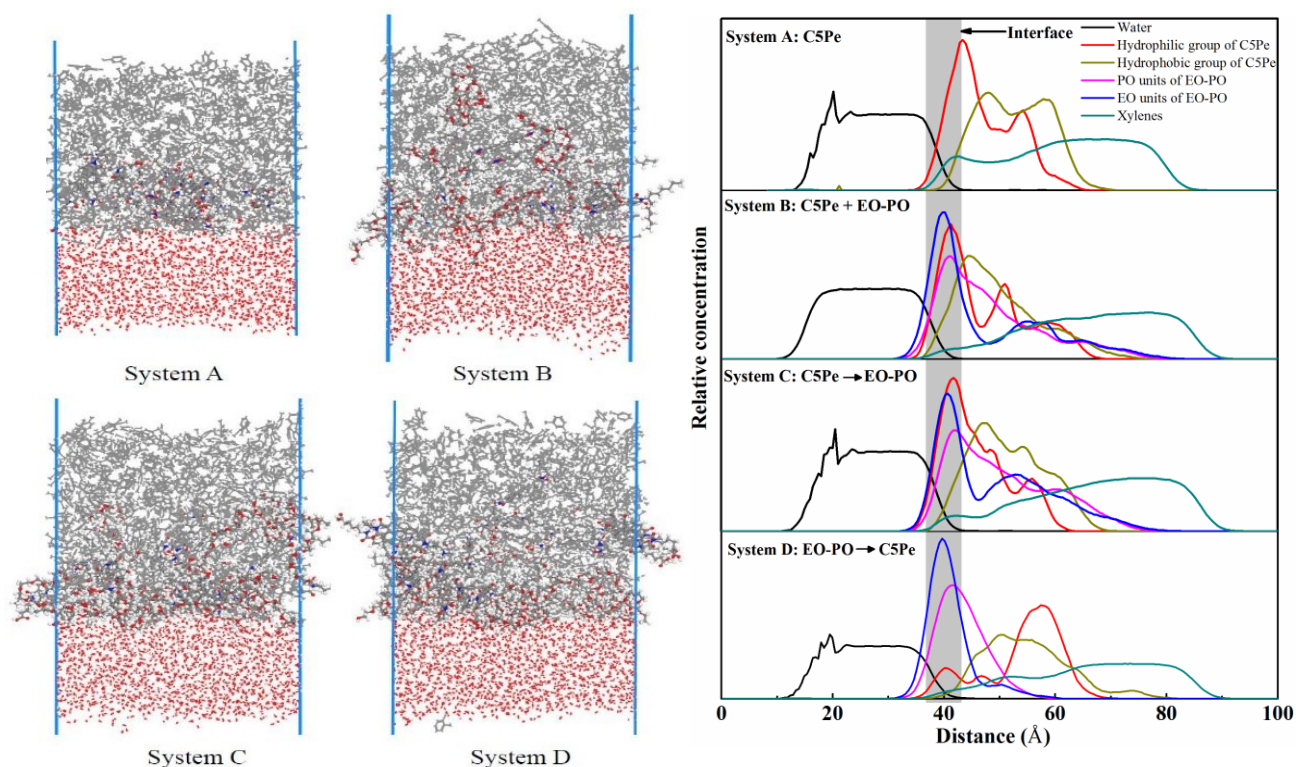 System A
System B
System C
System D
System A: C5Pe
Interface
Water
Hydrophilic group of C5Pe
Hydrophobic group of C5Pe
PO units of EO-PO
EO units of EO-PO
Xylenes
System B: C5Pe + EO-PO
System C: C5Pe → EO-PO
System D: EO-PO → C5Pe
Relative concentration
0 20 40 60 80 100
Distance (Å)